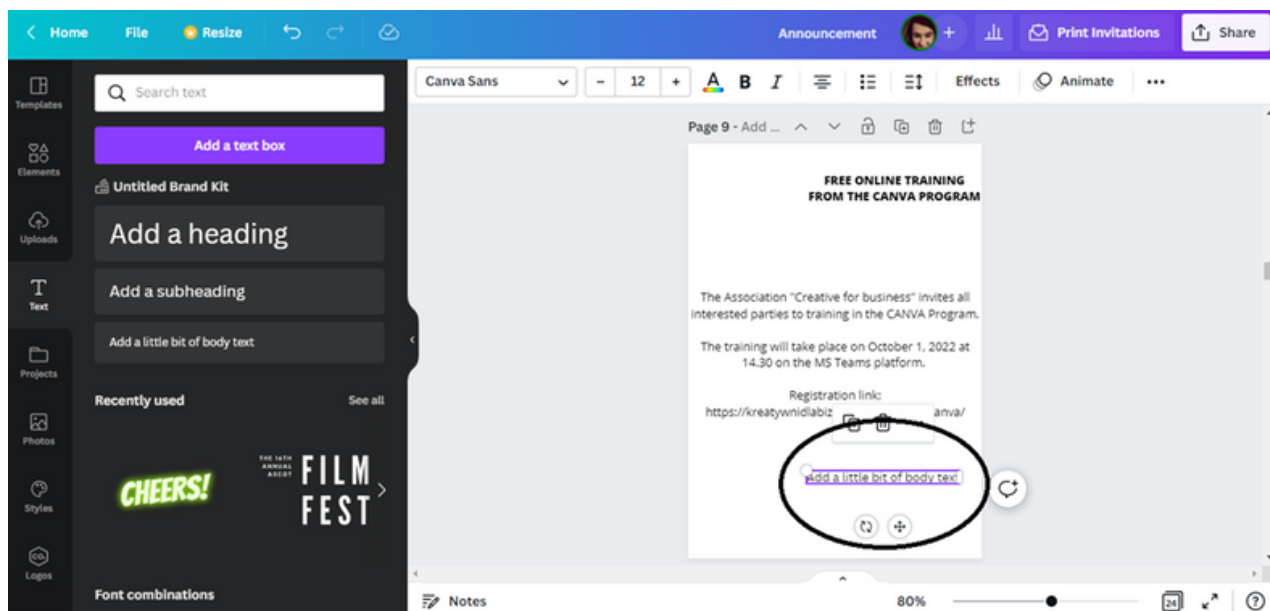 Home File Resize Announcement + Print Invitations Share
Templates
Elements
Uploads
Text
Projects
Photos
Styles
CO.
Logos
Search text
Add a text box
Untitled Brand Kit
Add a heading
Add a subheading
Add a little bit of body text
Recently used See all
CHEERS!
THE 14TH
ANNUAL
ASCOT
FILM
FEST
Font combinations
Canva Sans - 12 + A B I Effects Animate ...
Page 9 - Add ...
FREE ONLINE TRAINING
FROM THE CANVA PROGRAM
The Association "Creative for business" invites all
interested parties to training in the CANVA Program.
The training will take place on October 1, 2022 at
14.30 on the MS Teams platform.
Registration link:
https://kreatywnidlabiz anva/
Add a little bit of body text
Notes 80% 24 ?